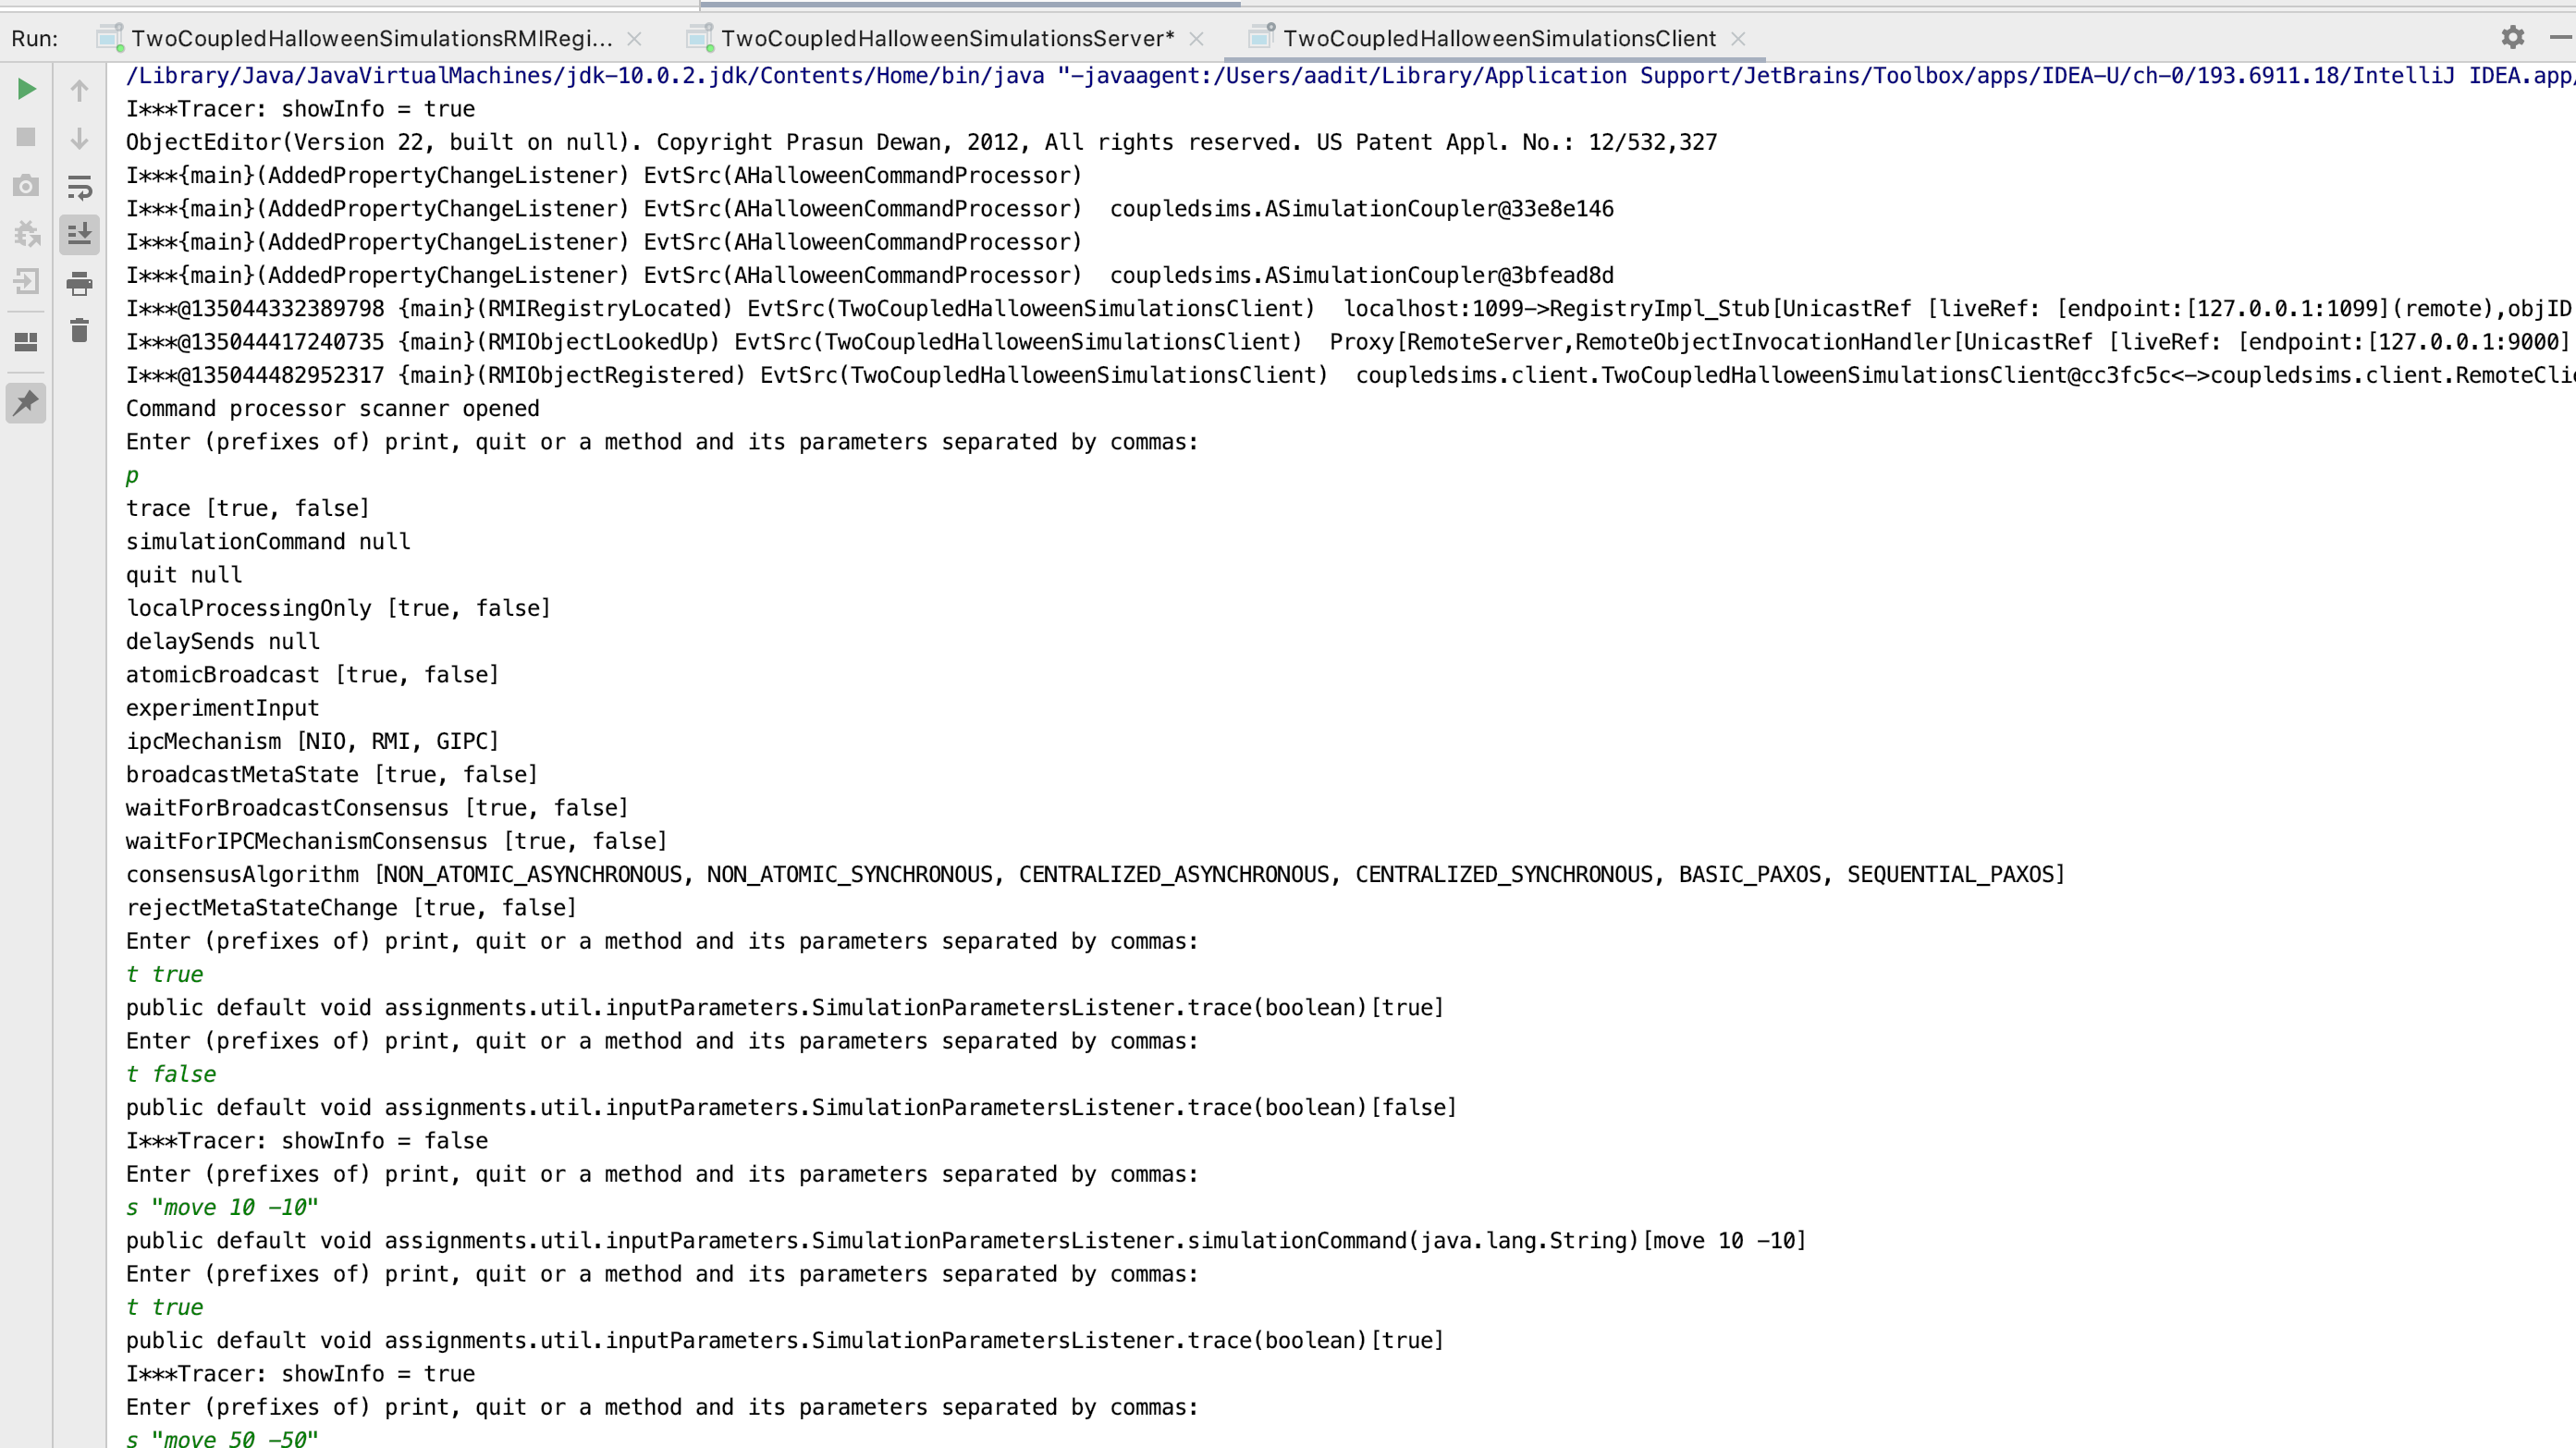 Run: TwoCoupledHalloweenSimulationsRMIRegi... TwoCoupledHalloweenSimulationsServer* TwoCoupledHalloweenSimulationsClient
/Library/Java/JavaVirtualMachines/jdk-10.0.2.jdk/Contents/Home/bin/java "-javaagent:/Users/aadit/Library/Application Support/JetBrains/Toolbox/apps/IDEA-U/ch-0/193.6911.18/IntelliJ IDEA.app/
I***Tracer: showInfo = true
ObjectEditor(Version 22, built on null). Copyright Prasun Dewan, 2012, All rights reserved. US Patent Appl. No.: 12/532,327
I***{main}(AddedPropertyChangeListener) EvtSrc(AHalloweenCommandProcessor)
I***{main}(AddedPropertyChangeListener) EvtSrc(AHalloweenCommandProcessor)  coupledsims.ASimulationCoupler@33e8e146
I***{main}(AddedPropertyChangeListener) EvtSrc(AHalloweenCommandProcessor)
I***{main}(AddedPropertyChangeListener) EvtSrc(AHalloweenCommandProcessor)  coupledsims.ASimulationCoupler@3bfead8d
I***@135044332389798 {main}(RMIRegistryLocated) EvtSrc(TwoCoupledHalloweenSimulationsClient)  localhost:1099->RegistryImpl_Stub[UnicastRef [liveRef: [endpoint:[127.0.0.1:1099](remote),objID
I***@135044417240735 {main}(RMIObjectLookedUp) EvtSrc(TwoCoupledHalloweenSimulationsClient)  Proxy[RemoteServer,RemoteObjectInvocationHandler[UnicastRef [liveRef: [endpoint:[127.0.0.1:9000]
I***@135044482952317 {main}(RMIObjectRegistered) EvtSrc(TwoCoupledHalloweenSimulationsClient)  coupledsims.client.TwoCoupledHalloweenSimulationsClient@cc3fc5c<->coupledsims.client.RemoteClie
Command processor scanner opened
Enter (prefixes of) print, quit or a method and its parameters separated by commas:
p
trace [true, false]
simulationCommand null
quit null
localProcessingOnly [true, false]
delaySends null
atomicBroadcast [true, false]
experimentInput
ipcMechanism [NIO, RMI, GIPC]
broadcastMetaState [true, false]
waitForBroadcastConsensus [true, false]
waitForIPCMechanismConsensus [true, false]
consensusAlgorithm [NON_ATOMIC_ASYNCHRONOUS, NON_ATOMIC_SYNCHRONOUS, CENTRALIZED_ASYNCHRONOUS, CENTRALIZED_SYNCHRONOUS, BASIC_PAXOS, SEQUENTIAL_PAXOS]
rejectMetaStateChange [true, false]
Enter (prefixes of) print, quit or a method and its parameters separated by commas:
t true
public default void assignments.util.inputParameters.SimulationParametersListener.trace(boolean)[true]
Enter (prefixes of) print, quit or a method and its parameters separated by commas:
t false
public default void assignments.util.inputParameters.SimulationParametersListener.trace(boolean)[false]
I***Tracer: showInfo = false
Enter (prefixes of) print, quit or a method and its parameters separated by commas:
s "move 10 -10"
public default void assignments.util.inputParameters.SimulationParametersListener.simulationCommand(java.lang.String)[move 10 -10]
Enter (prefixes of) print, quit or a method and its parameters separated by commas:
t true
public default void assignments.util.inputParameters.SimulationParametersListener.trace(boolean)[true]
I***Tracer: showInfo = true
Enter (prefixes of) print, quit or a method and its parameters separated by commas:
s "move 50 -50"